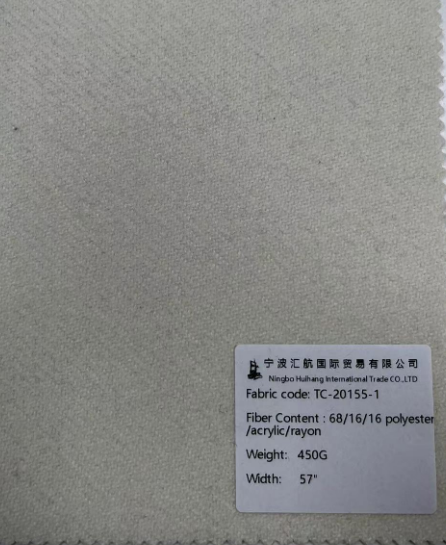 宁波汇航国际贸易有限公司
Ningbo Huihang International Trade CO.,LTD
Fabric code: TC-20155-1
Fiber Content : 68/16/16 polyester
/acrylic/rayon
Weight: 450G
Width: 57"